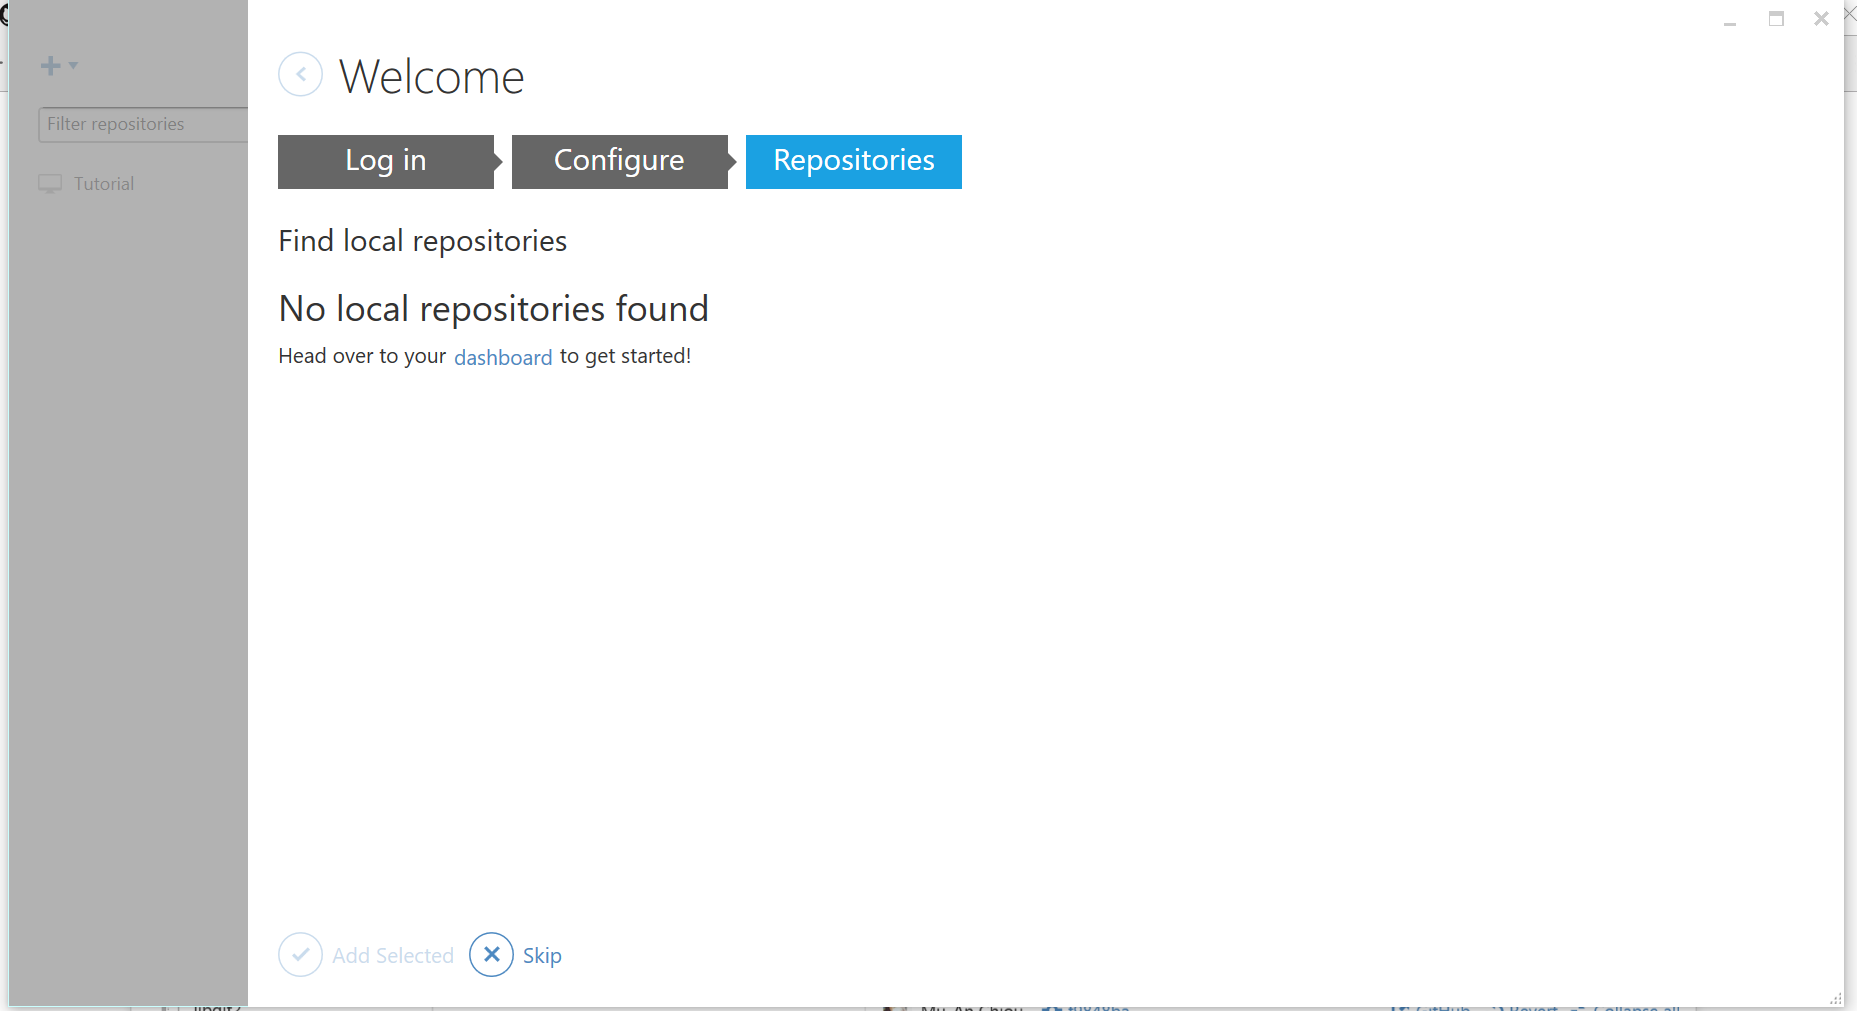 Filter repositories
Tutorial
Welcome
Log in
Configure
Repositories
Find local repositories
No local repositories found
Head over to your dashboard to get started!
Add Selected
Skip